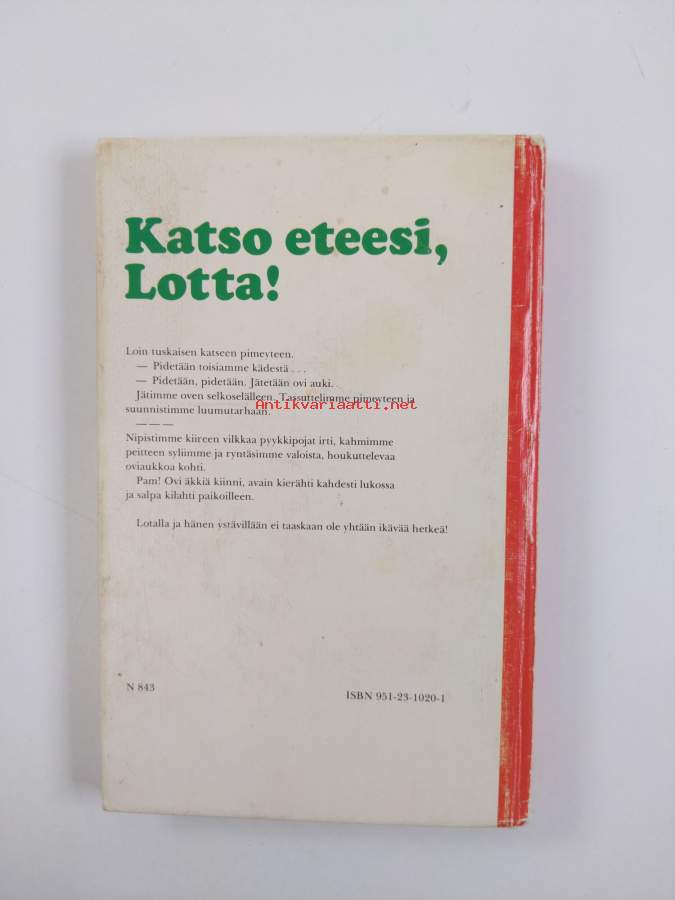 Katso eteesi,
Lotta!
Loin tuskaisen katseen pimeyteen.
— Pidetään toisiamme kädestä . . .
— Pidetään, pidetään. Jätetään ovi auki.
Jätimme oven selkoselälleen. Tassuttelimme pimeyteen ja
Antikvariaatti.net
suunnistimme luumutarhaan.
— — —
Nipistimme kiireen vilkkaa pyykkipojat irti, kahmimme
peitteen syliimme ja ryntäsimme valoista, houkuttelevaa
oviaukkoa kohti.
Pam! Ovi äkkiä kiinni, avain kierähti kahdesti lukossa
ja salpa kilahti paikoilleen.
Lotalla ja hänen ystävillään ei taaskaan ole yhtään ikävää hetkeä!
N 843
ISBN 951-23-1020-1